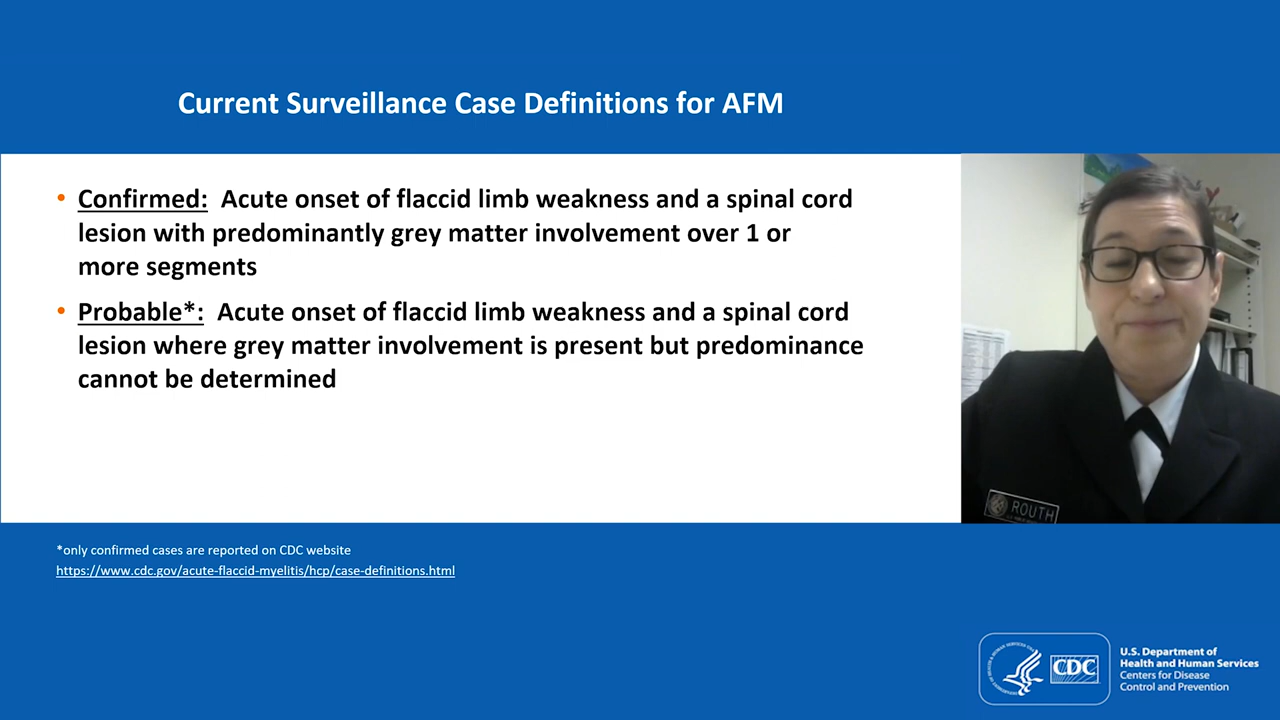 Current Surveillance Case Definitions for AFM
• Confirmed: Acute onset of flaccid limb weakness and a spinal cord
lesion with predominantly grey matter involvement over 1 or
more segments
• Probable*: Acute onset of flaccid limb weakness and a spinal cord
lesion where grey matter involvement is present but predominance
cannot be determined
ROUTH
*only confirmed cases are reported on CDC website
https://www.cdc.gov/acute-flaccid-myelitis/hcp/case-definitions.html
CDC
U.S. Department of
Health and Human Services
Centers for Disease
Control and Prevention